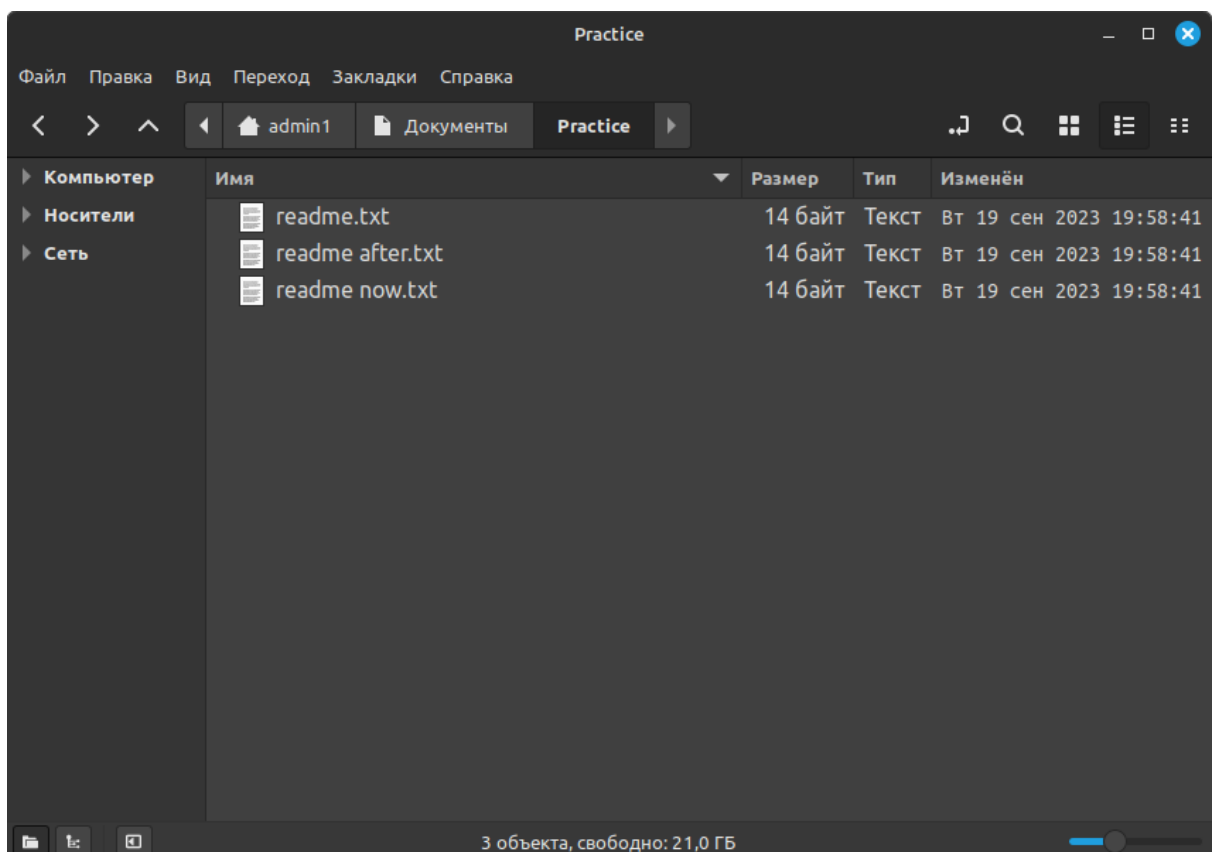 Practice
Файл Правка Вид Переход Закладки Справка
admin1 Документы Practice
Компьютер
Носители
Сеть
Имя Размер Тип Изменён
readme.txt 14 байт Текст Вт 19 сен 2023 19:58:41
readme after.txt 14 байт Текст Вт 19 сен 2023 19:58:41
readme now.txt 14 байт Текст Вт 19 сен 2023 19:58:41
3 объекта, свободно: 21,0 ГБ